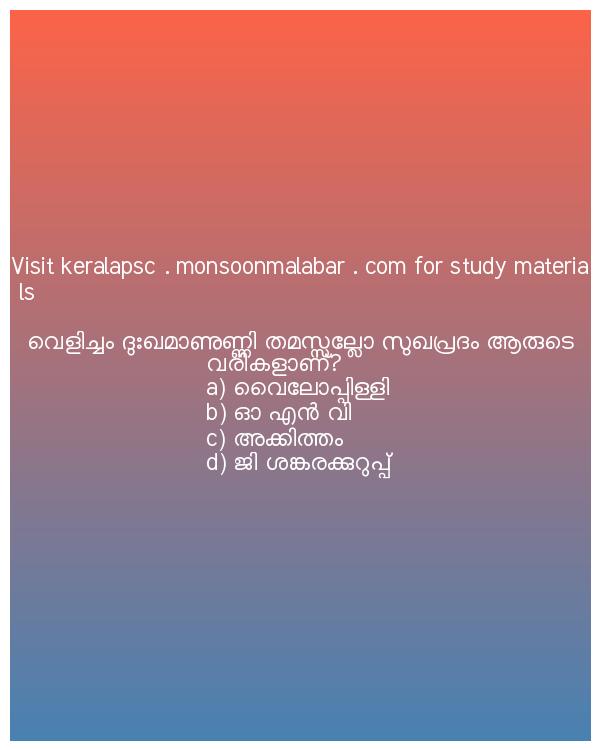 Visit keralapsc . monsoonmalabar . com for study materia
ls
വെളിച്ചം ദുഃഖമാണുണ്ണി തമസ്സല്ലോ സുഖപ്രദം ആരുടെ
വരികളാണ്?
a) വൈലോപ്പിള്ളി
b) ഒ എൻ വി
c) അക്കിത്തം
d) ജി ശങ്കരക്കുറുപ്പ്